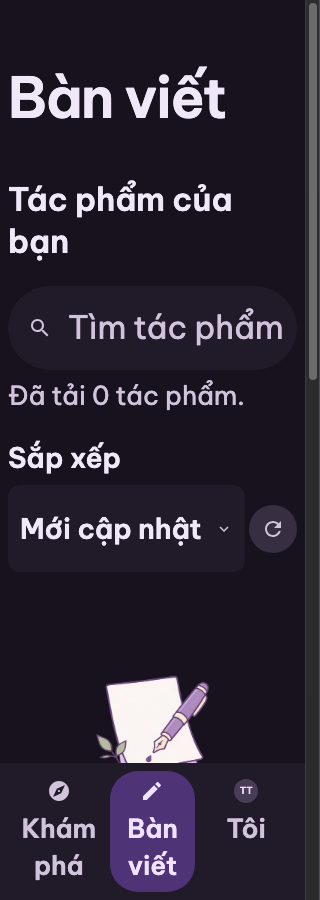 Bàn viết
Tác phẩm của
bạn
Tìm tác phẩm
Đã tải 0 tác phẩm.
Sắp xếp
Mới cập nhật
Khám
phá
Bàn
viết
TT
Tôi